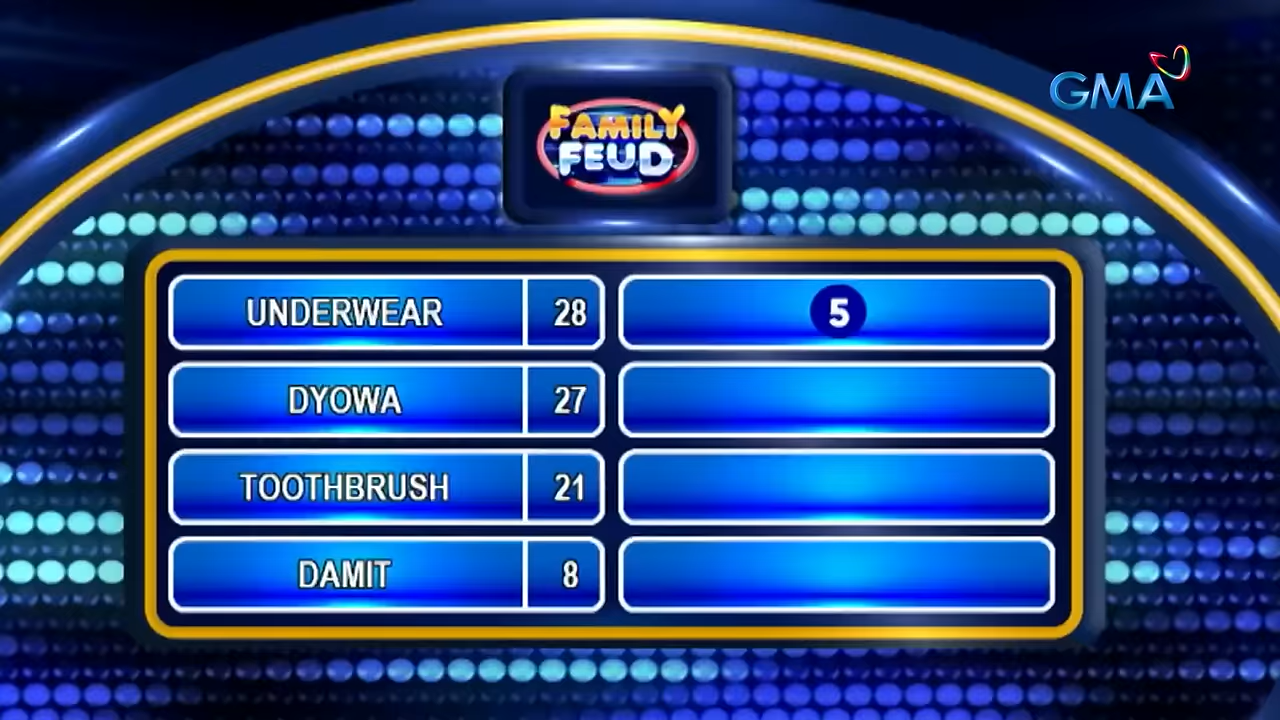 GMA
FAMILY
FEUD
UNDERWEAR 28
5
DYOWA 27
TOOTHBRUSH 21
DAMIT 8